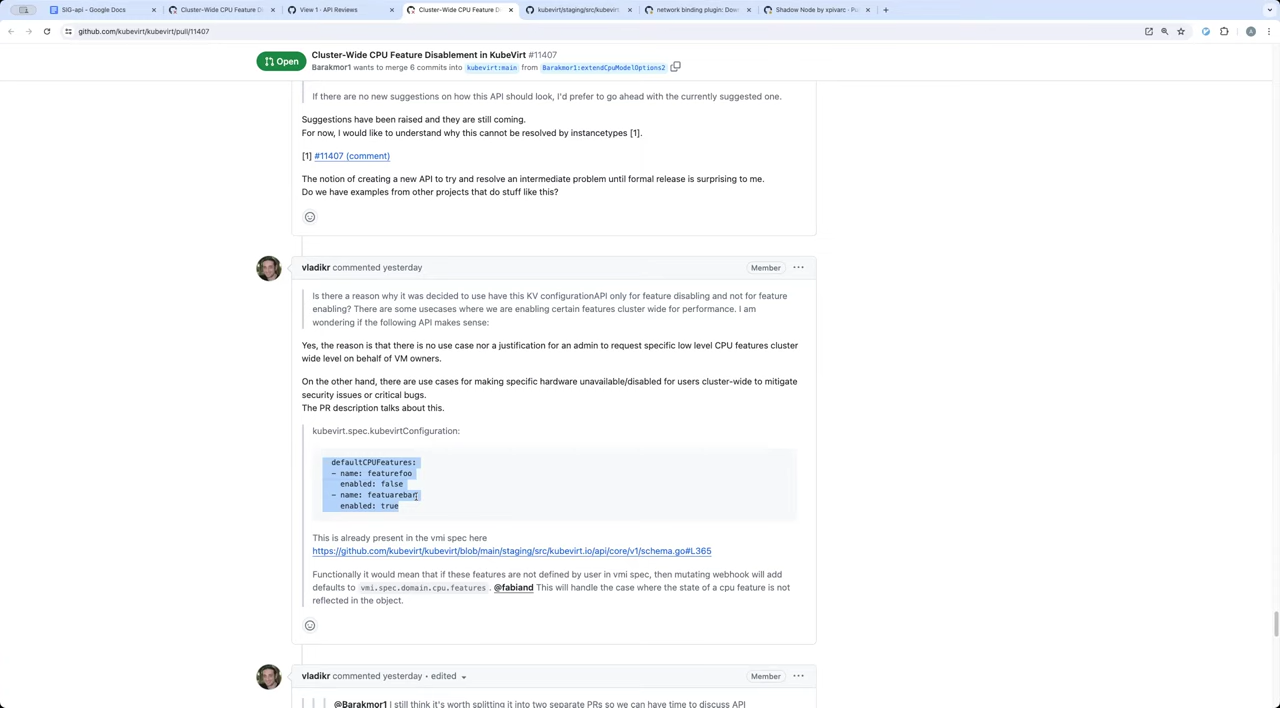 SIG-api - Google Docs
Cluster-Wide CPU Feature D
View 1 · API Reviews
Cluster-Wide CPU Feature D
kubevirt/staging/src/kubevirt.
network binding plugin: Dow
Shadow Node by xpivarc · Pu
github.com/kubevirt/kubevirt/pull/11407
Open
Cluster-Wide CPU Feature Disablement in KubeVirt #11407
Barakmor1 wants to merge 6 commits into kubevirt:main from Barakmor1:extendCpuModelOptions2
If there are no new suggestions on how this API should look, I'd prefer to go ahead with the currently suggested one.
Suggestions have been raised and they are still coming.
For now, I would like to understand why this cannot be resolved by instancetypes [1].
[1] #11407 (comment)
The notion of creating a new API to try and resolve an intermediate problem until formal release is surprising to me.
Do we have examples from other projects that do stuff like this?
vladikr commented yesterday
Member
Is there a reason why it was decided to use have this KV configurationAPI only for feature disabling and not for feature
enabling? There are some usecases where we are enabling certain features cluster wide for performance. I am
wondering if the following API makes sense:
Yes, the reason is that there is no use case nor a justification for an admin to request specific low level CPU features cluster
wide level on behalf of VM owners.
On the other hand, there are use cases for making specific hardware unavailable/disabled for users cluster-wide to mitigate
security issues or critical bugs.
The PR description talks about this.
kubevirt.spec.kubevirtConfiguration:
defaultCPUFeatures:
- name: featurefoo
enabled: false
- name: featuarebar
enabled: true
This is already present in the vmi spec here
https://github.com/kubevirt/kubevirt/blob/main/staging/src/kubevirt.io/api/core/v1/schema.go#L365
Functionally it would mean that if these features are not defined by user in vmi spec, then mutating webhook will add
defaults to vmi.spec.domain.cpu.features . @fabiand This will handle the case where the state of a cpu feature is not
reflected in the object.
vladikr commented yesterday · edited
Member
@Barakmor1 I still think it's worth splitting it into two separate PRs so we can have time to discuss API